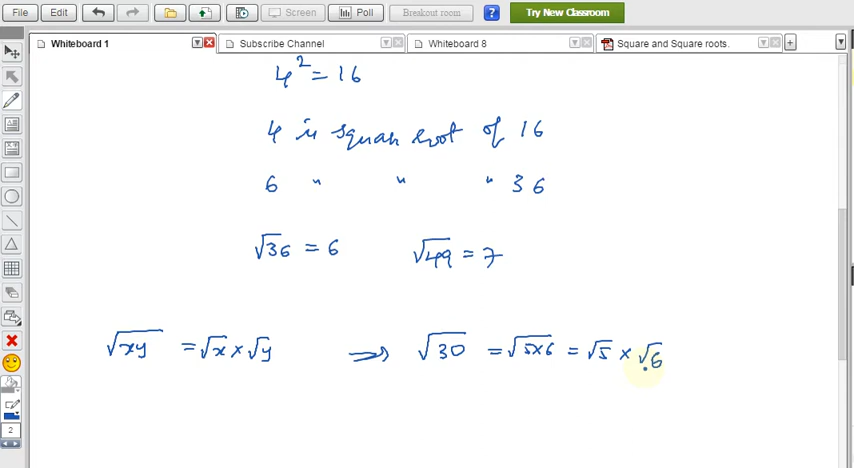 File Edit Screen Poll Breakout room Try New Classroom
Whiteboard 1 Subscribe Channel Whiteboard 8 Square and Square roots. +
4² = 16
4 is squar root of 16
6 " " " 36
√36 = 6 √49 = 7
√xy = √x × √y ⇒ √30 = √5×6 = √5 × √6
2